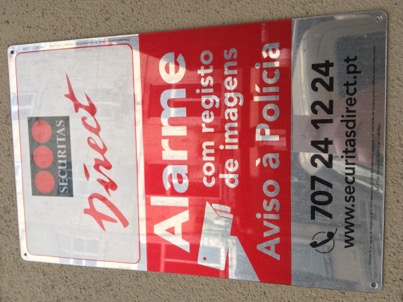 SECURITAS
Direct
Alarme
com registo
de imagens
Aviso à Polícia
707 24 12 24
www.securitasdirect.pt